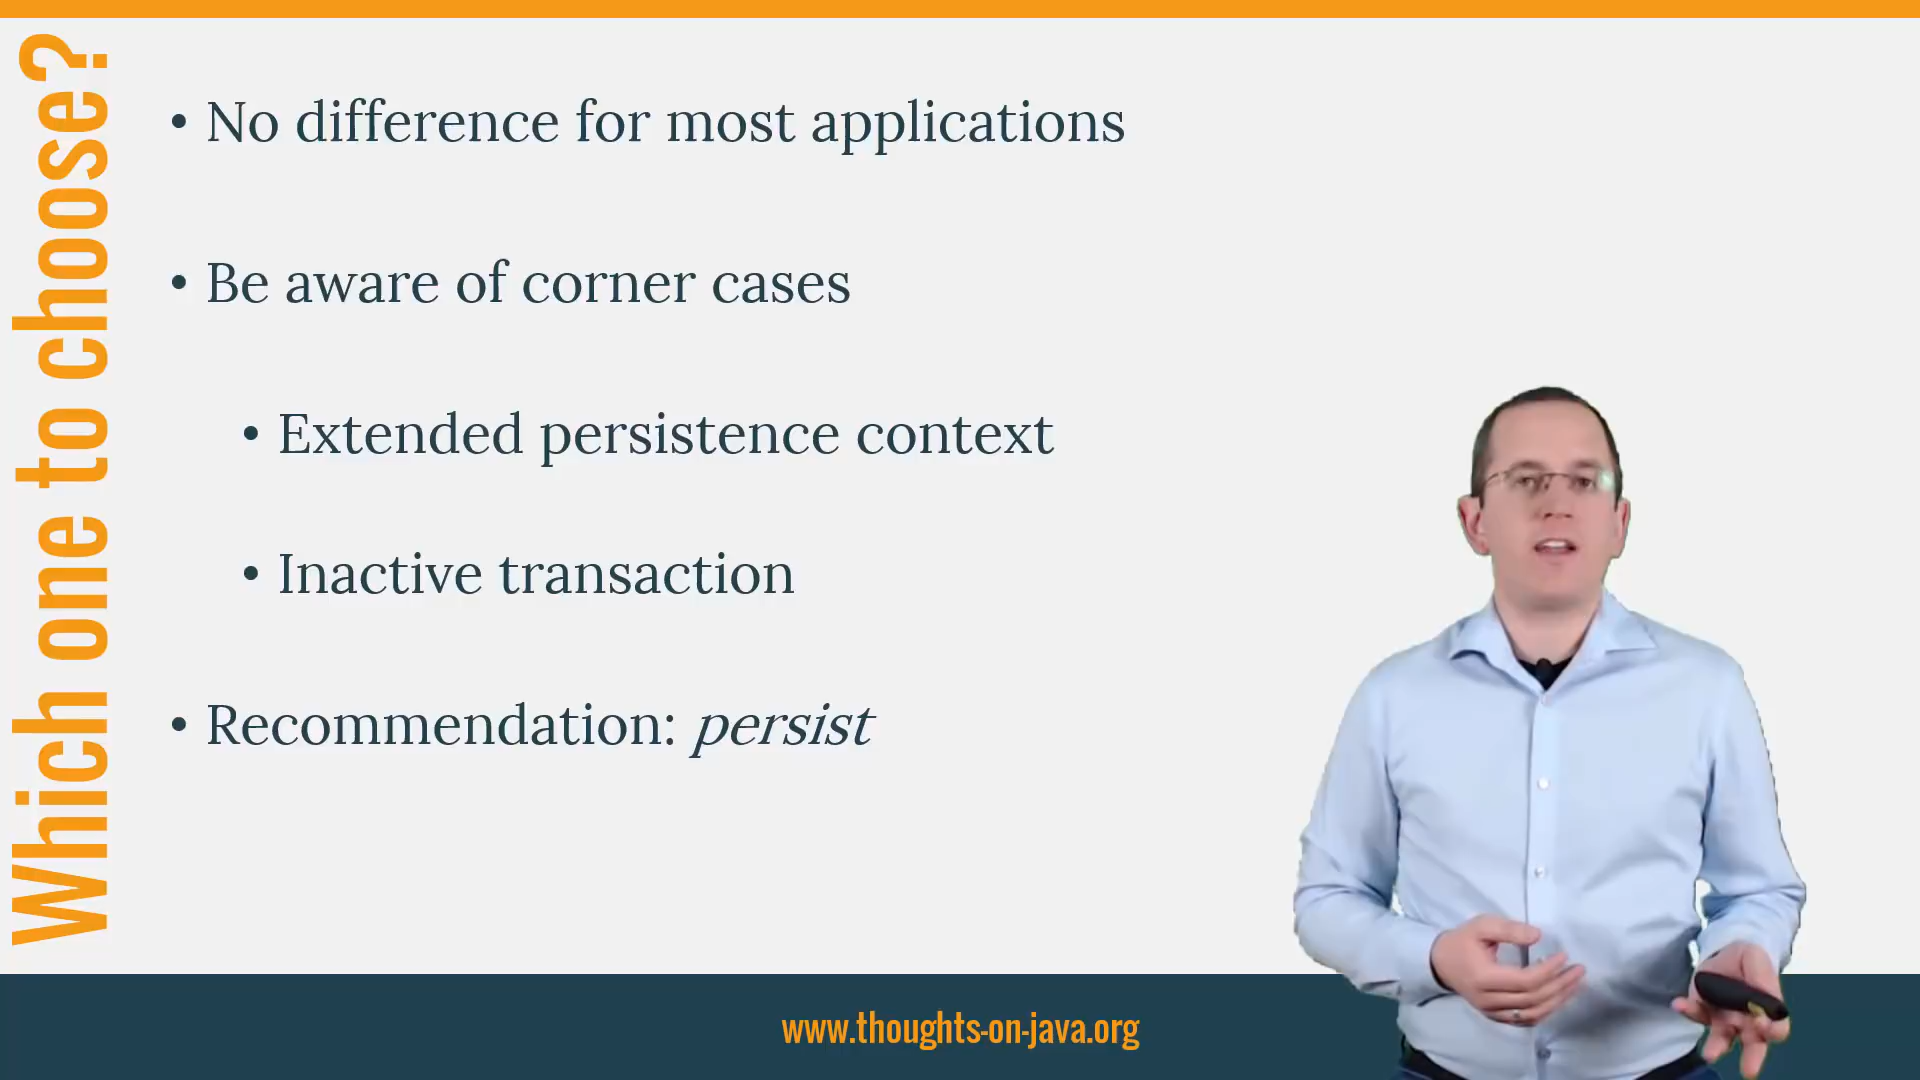 Which one to choose?
• No difference for most applications
• Be aware of corner cases
• Extended persistence context
• Inactive transaction
• Recommendation: persist
www.thoughts-on-java.org